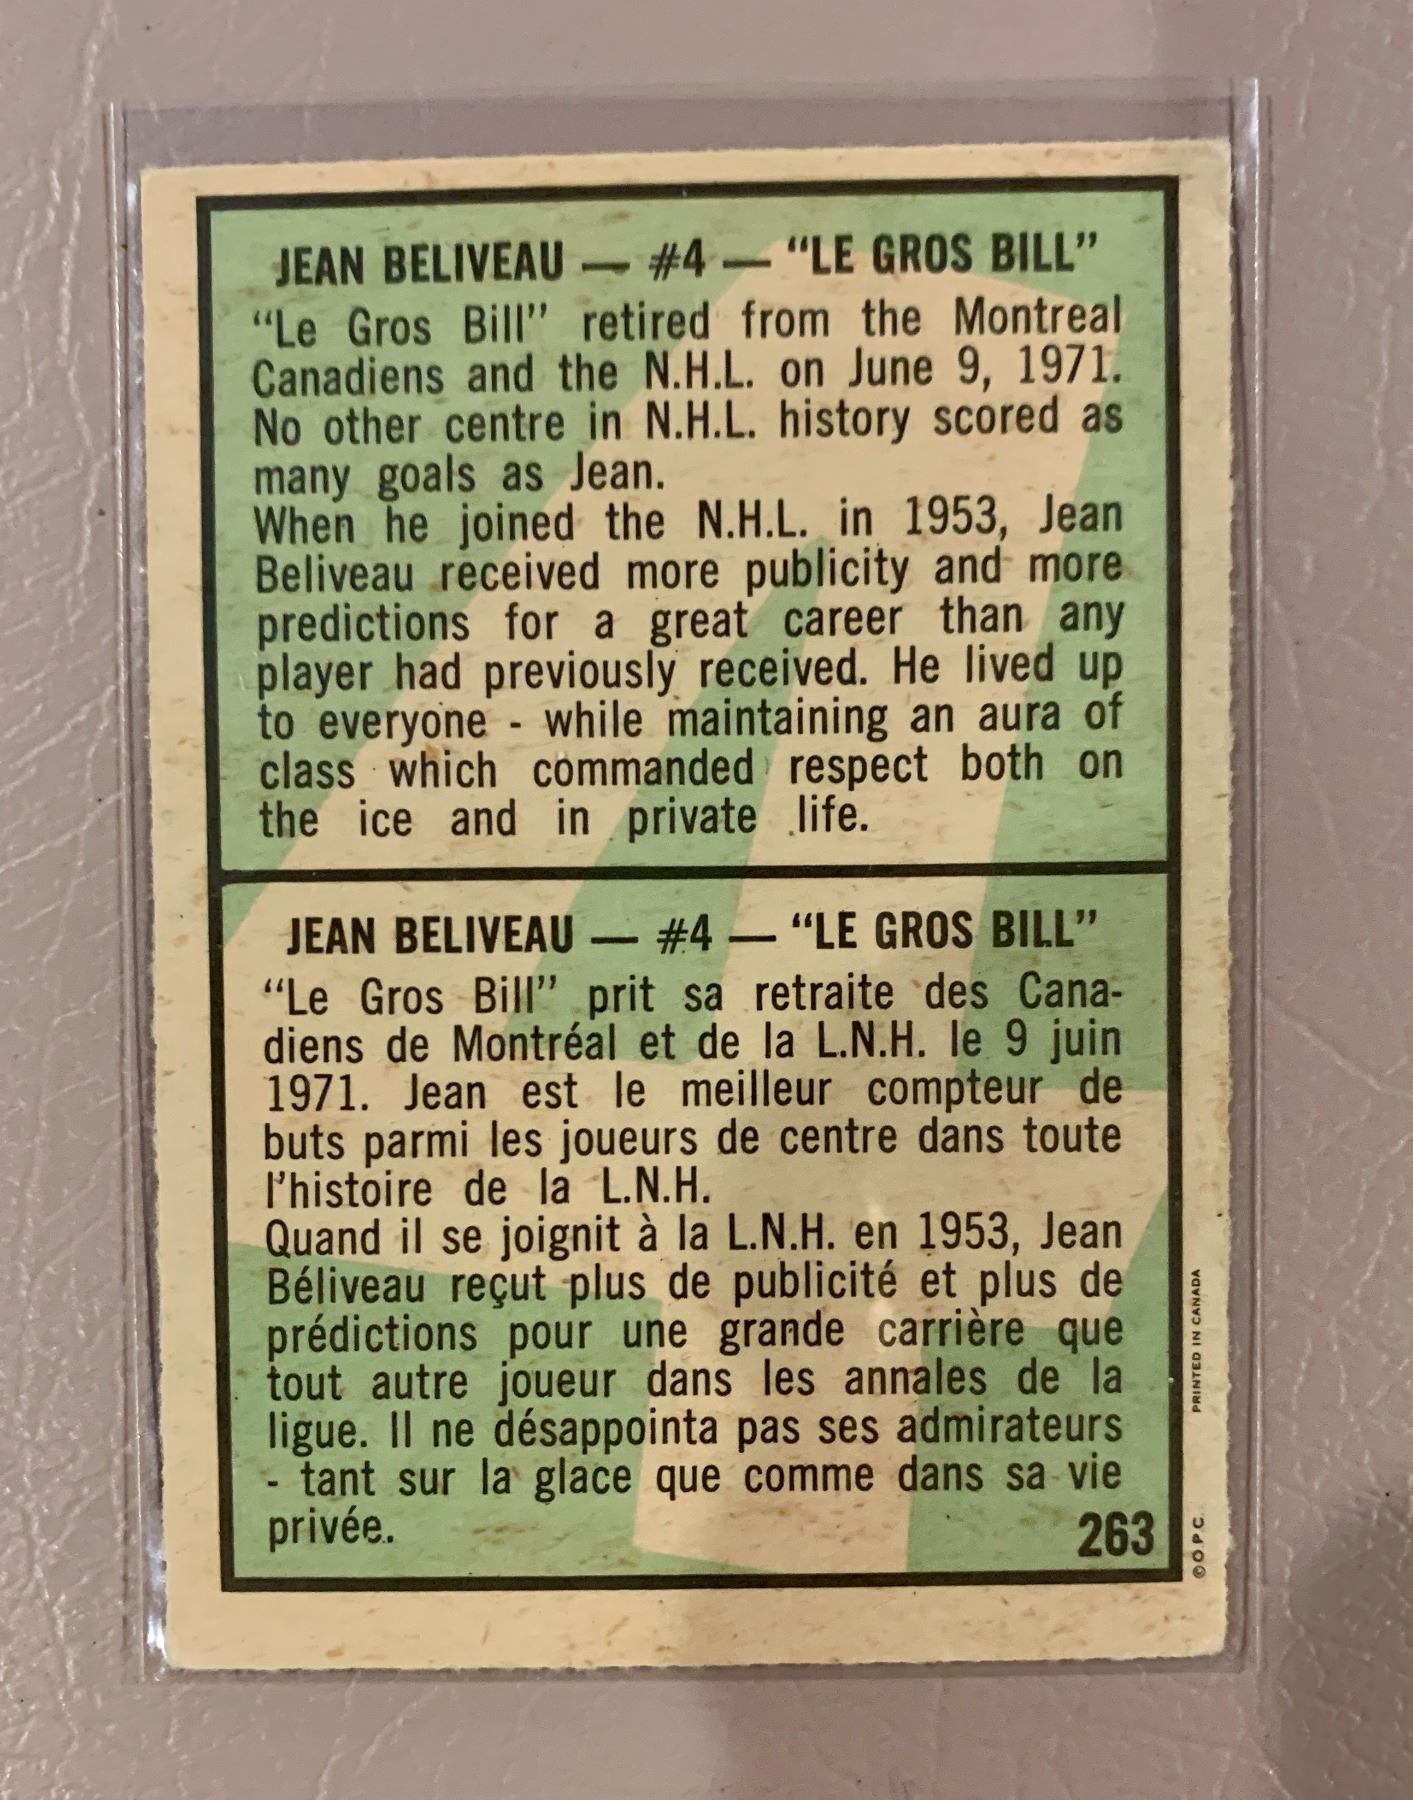 JEAN BELIVEAU — #4 — “LE GROS BILL”
“Le Gros Bill” retired from the Montreal
Canadiens and the N.H.L. on June 9, 1971.
No other centre in N.H.L. history scored as
many goals as Jean.
When he joined the N.H.L. in 1953, Jean
Beliveau received more publicity and more
predictions for a great career than any
player had previously received. He lived up
to everyone - while maintaining an aura of
class which commanded respect both on
the ice and in private life.
JEAN BELIVEAU — #4 — “LE GROS BILL”
“Le Gros Bill” prit sa retraite des Cana-
diens de Montréal et de la L.N.H. le 9 juin
1971. Jean est le meilleur compteur de
buts parmi les joueurs de centre dans toute
l’histoire de la L.N.H.
Quand il se joignit à la L.N.H. en 1953, Jean
Béliveau reçut plus de publicité et plus de
prédictions pour une grande carrière que
tout autre joueur dans les annales de la
ligue. Il ne désappointa pas ses admirateurs
- tant sur la glace que comme dans sa vie
privée.
263
©O.P.C. PRINTED IN CANADA